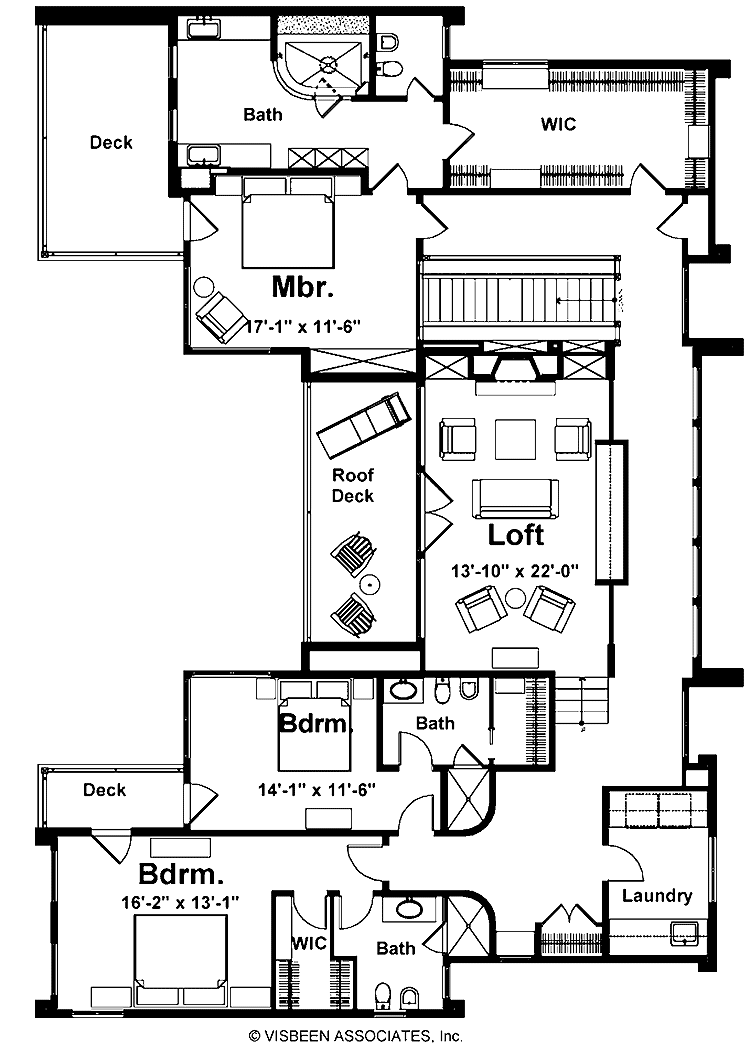 Deck
Bath
WIC
Mbr.
17'-1" x 11'-6"
Roof
Deck
Loft
13'-10" x 22'-0"
Bdrm.
14'-1" x 11'-6"
Bath
Deck
Bdrm.
16'-2" x 13'-1"
WIC
Bath
Laundry
© VISBEEN ASSOCIATES, Inc.